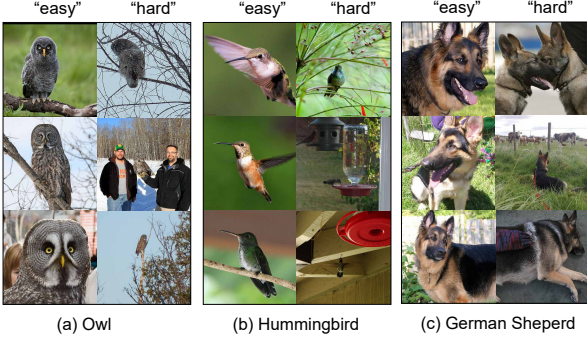 “easy” “hard” “easy” “hard” “easy” “hard”
(a) Owl (b) Hummingbird (c) German Sheperd